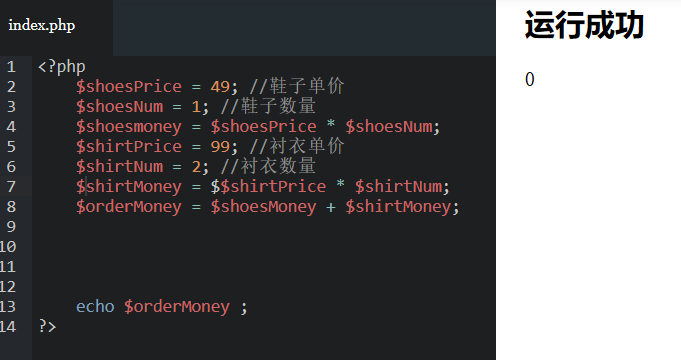 index.php
运行成功
0
1 <?php
2 $shoesPrice = 49; //鞋子单价
3 $shoesNum = 1; //鞋子数量
4 $shoesmoney = $shoesPrice * $shoesNum;
5 $shirtPrice = 99; //衬衣单价
6 $shirtNum = 2; //衬衣数量
7 $shirtMoney = $$shirtPrice * $shirtNum;
8 $orderMoney = $shoesMoney + $shirtMoney;
9
10
11
12
13 echo $orderMoney ;
14 ?>